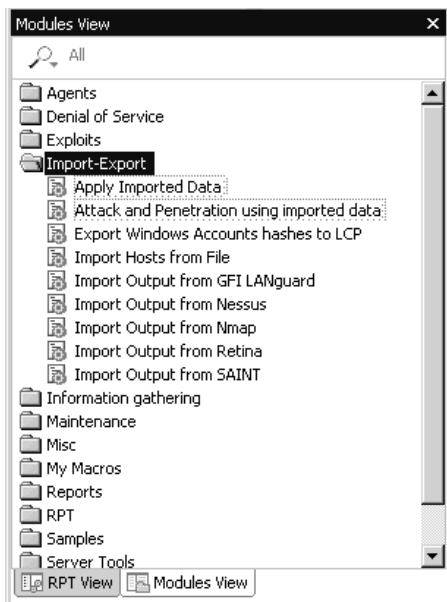 Modules View
All
Agents
Denial of Service
Exploits
Import-Export
Apply Imported Data
Attack and Penetration using imported data
Export Windows Accounts hashes to LCP
Import Hosts from File
Import Output from GFI LANguard
Import Output from Nessus
Import Output from Nmap
Import Output from Retina
Import Output from SAINT
Information gathering
Maintenance
Misc
My Macros
Reports
RPT
Samples
Server Tools
RPT View Modules View